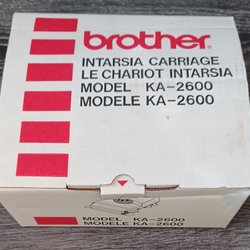 brother
INTARSIA CARRIAGE
LE CHARIOT INTARSIA
MODEL KA-2600
MODELE KA-2600
MODEL KA-2600
MODELE KA-2600